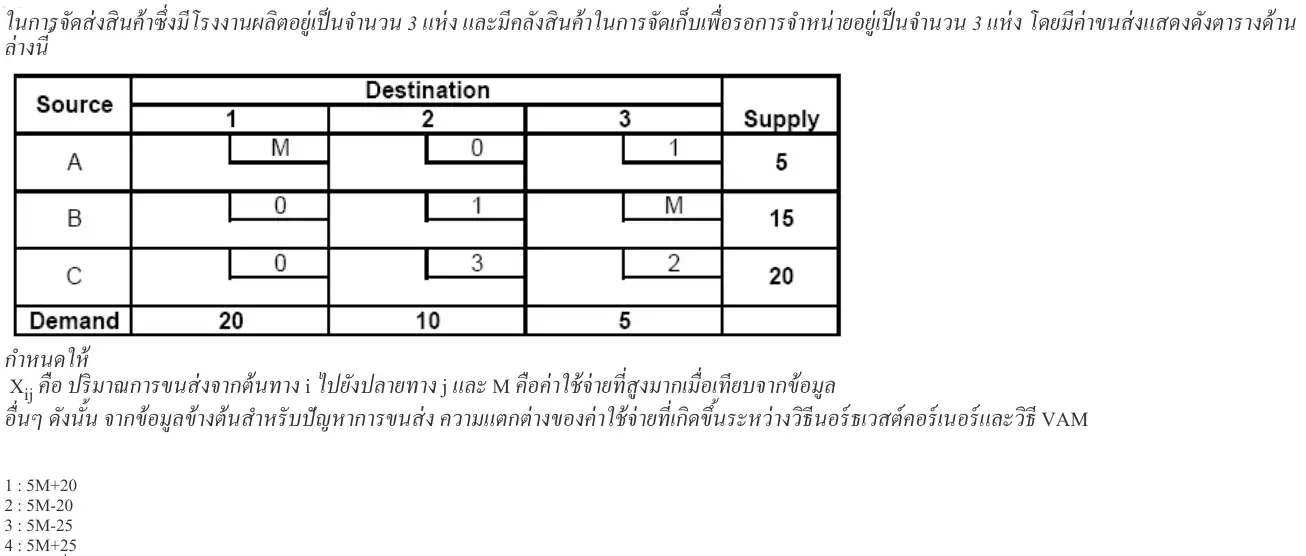 ในการจัดส่งสินค้าซึ่งมีโรงงานผลิตอยู่เป็นจำนวน 3 แห่ง และมีคลังสินค้าในการจัดเก็บเพื่อรอการจำหน่ายอยู่เป็นจำนวน 3 แห่ง โดยมีค่าขนส่งแสดงดังตารางด้าน
ล่างนี้
Source Destination Supply
1 2 3
A M 0 1 5
B 0 1 M 15
C 0 3 2 20
Demand 20 10 5
กำหนดให้
Xij คือ ปริมาณการขนส่งจากต้นทาง i ไปยังปลายทาง j และ M คือค่าใช้จ่ายที่สูงมากเมื่อเทียบจากข้อมูล
อื่นๆ ดังนั้น จากข้อมูลข้างต้นสำหรับปัญหาการขนส่ง ความแตกต่างของค่าใช้จ่ายที่เกิดขึ้นระหว่างวิธีนอร์ธเวสต์คอร์เนอร์และวิธี VAM
1 : 5M+20
2 : 5M-20
3 : 5M-25
4 : 5M+25